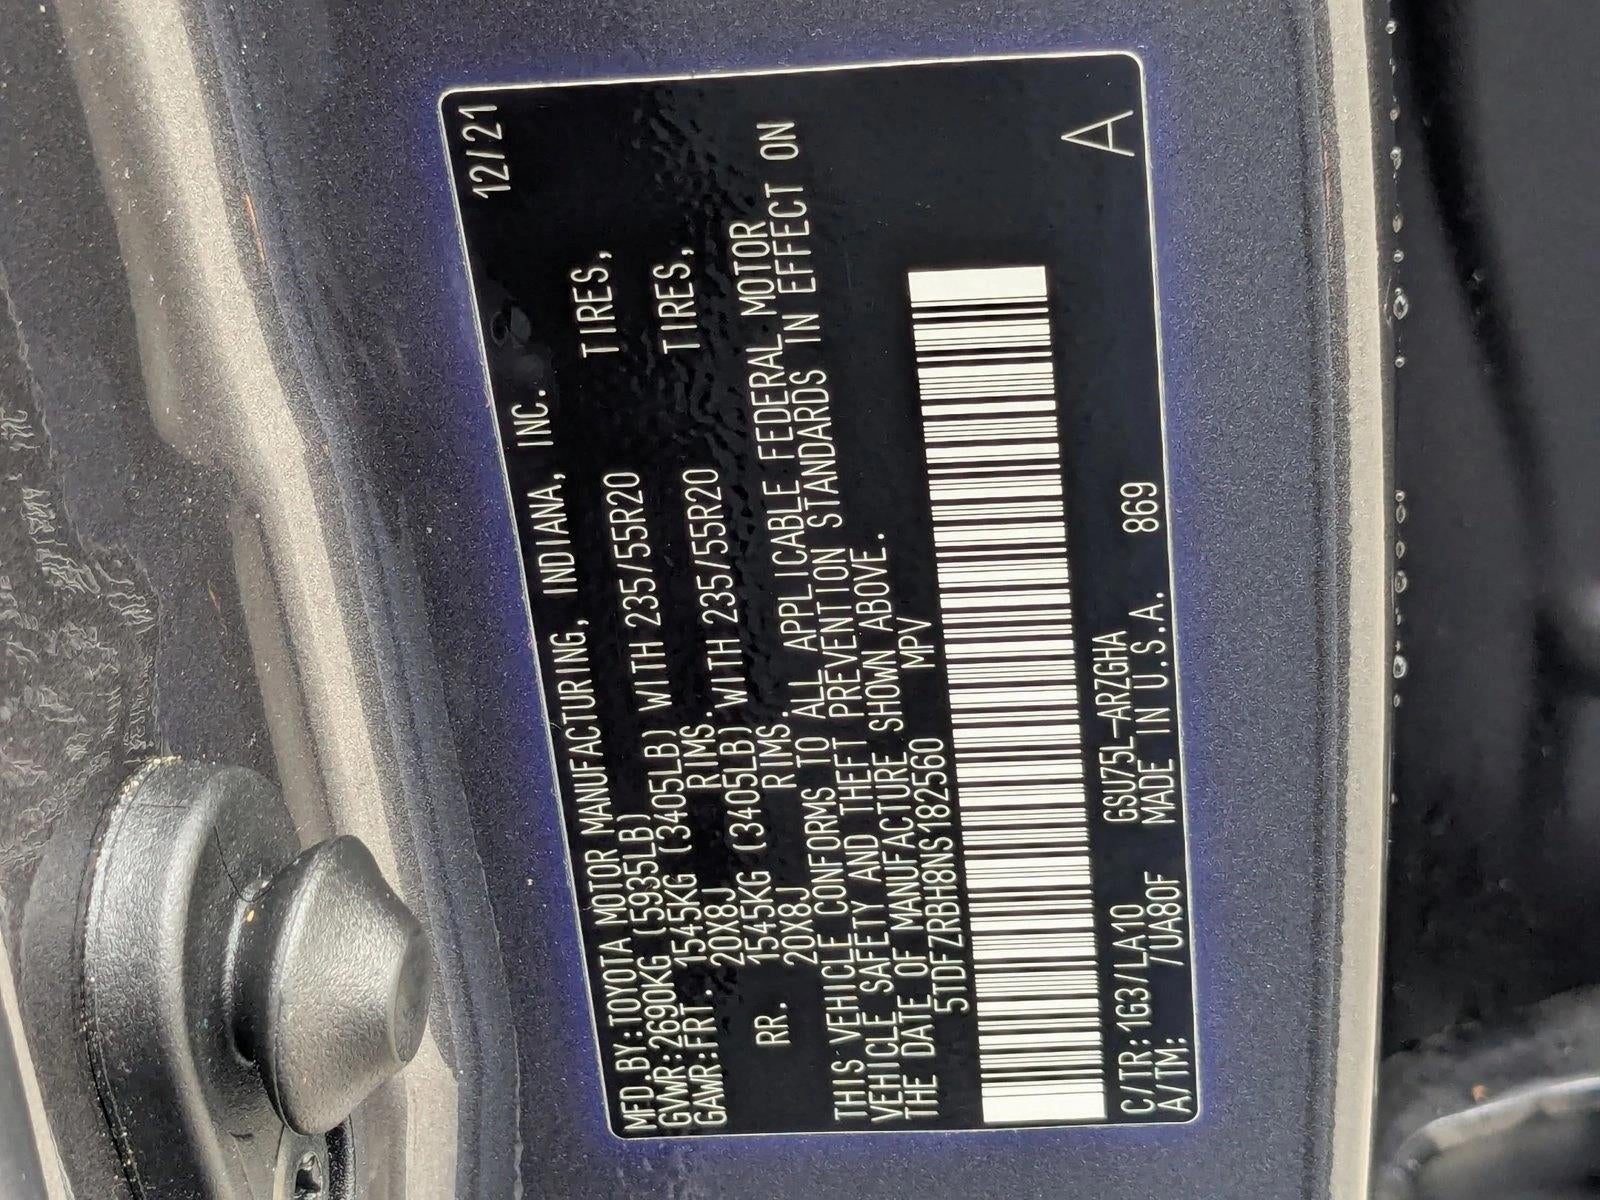 MFD.BY:TOYOTA MOTOR MANUFACTURING, INDIANA, INC. 12/21
GVWR:2690KG (5935LB)
GAWR:FRT. 1545KG (3405LB) WITH 235/55R20 TIRES,
20X8J RIMS.
RR. 1545KG (3405LB) WITH 235/55R20 TIRES,
20X8J RIMS.
THIS VEHICLE CONFORMS TO ALL APPLICABLE FEDERAL MOTOR
VEHICLE SAFETY AND THEFT PREVENTION STANDARDS IN EFFECT ON
THE DATE OF MANUFACTURE SHOWN ABOVE.
5TDFZRBH8NS182560 MPV
C/TR:1G3/LA10 GSU75L-ARZGHA A
A/TM: /UA80F MADE IN U.S.A. 869